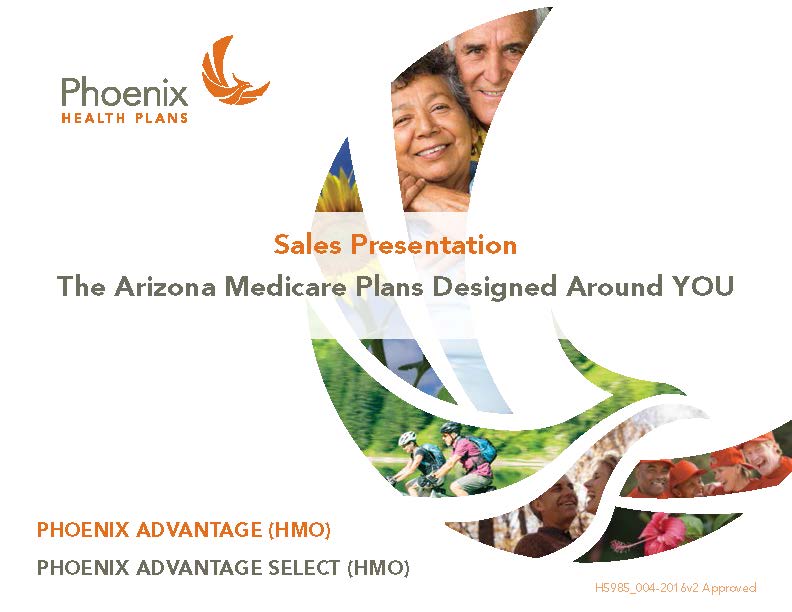 Phoenix
HEALTH PLANS
Sales Presentation
The Arizona Medicare Plans Designed Around YOU
PHOENIX ADVANTAGE (HMO)
PHOENIX ADVANTAGE SELECT (HMO)
H5985_004-2016v2 Approved